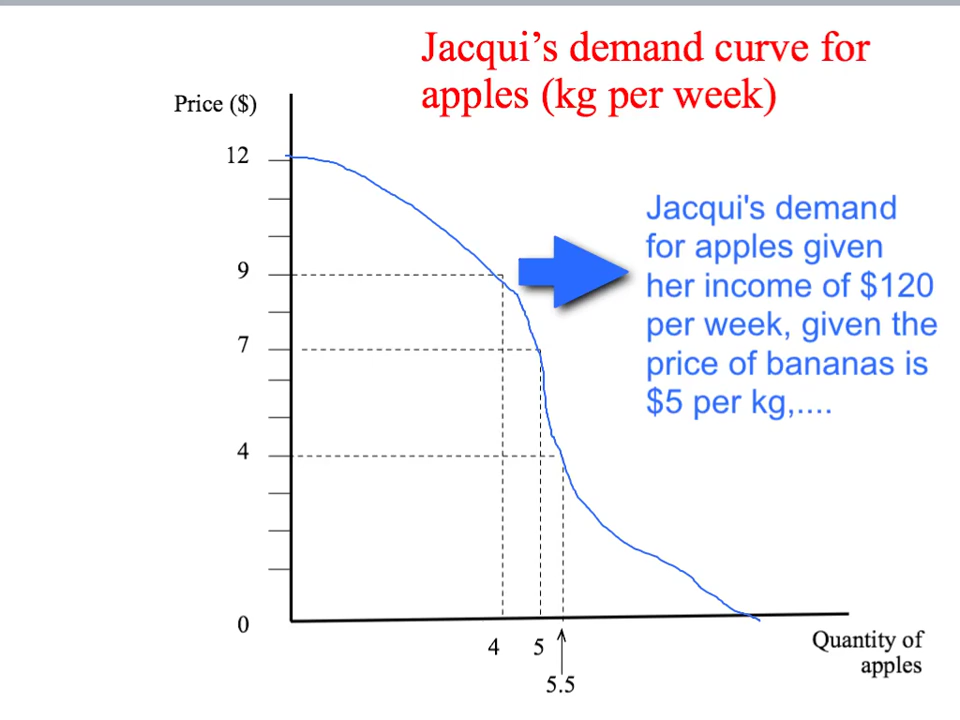 Jacqui's demand curve for
apples (kg per week)
Price ($)
12
9
7
4
0
Jacqui's demand
for apples given
her income of $120
per week, given the
price of bananas is
$5 per kg,....
4
5
5.5
Quantity of
apples